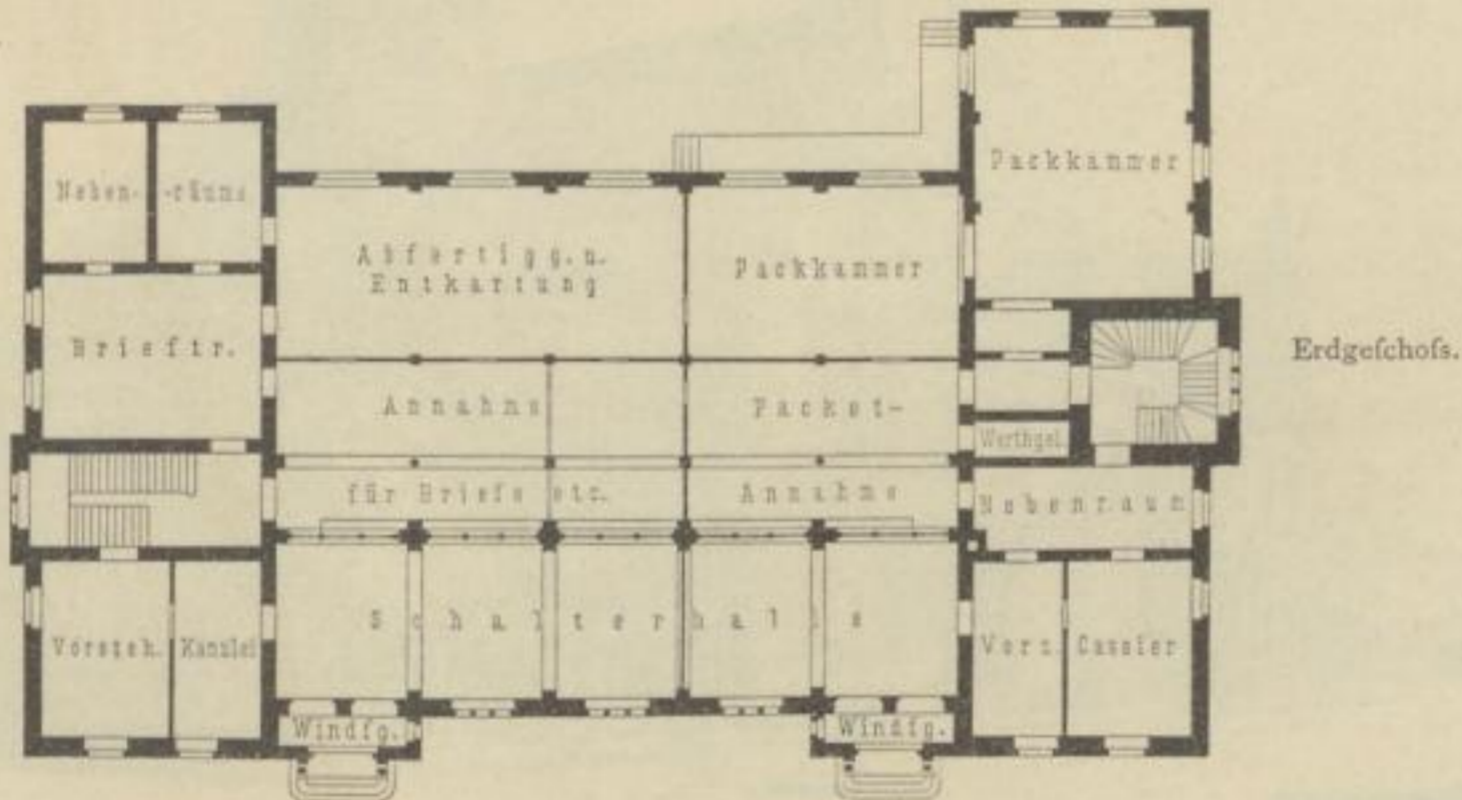 Packkammer
Neben- -räume
Abfertigg. u.
Entkartung
Packkammer
Brieftr.
Erdgeſchoſs.
Annahme
Packet-
Werthgel.
für Briefe etc.
Annahme
Nebenraum
Schalterhalle
Vorsteh.
Kanzlei
Vorz.
Cassier
Windfg.
Windfg.